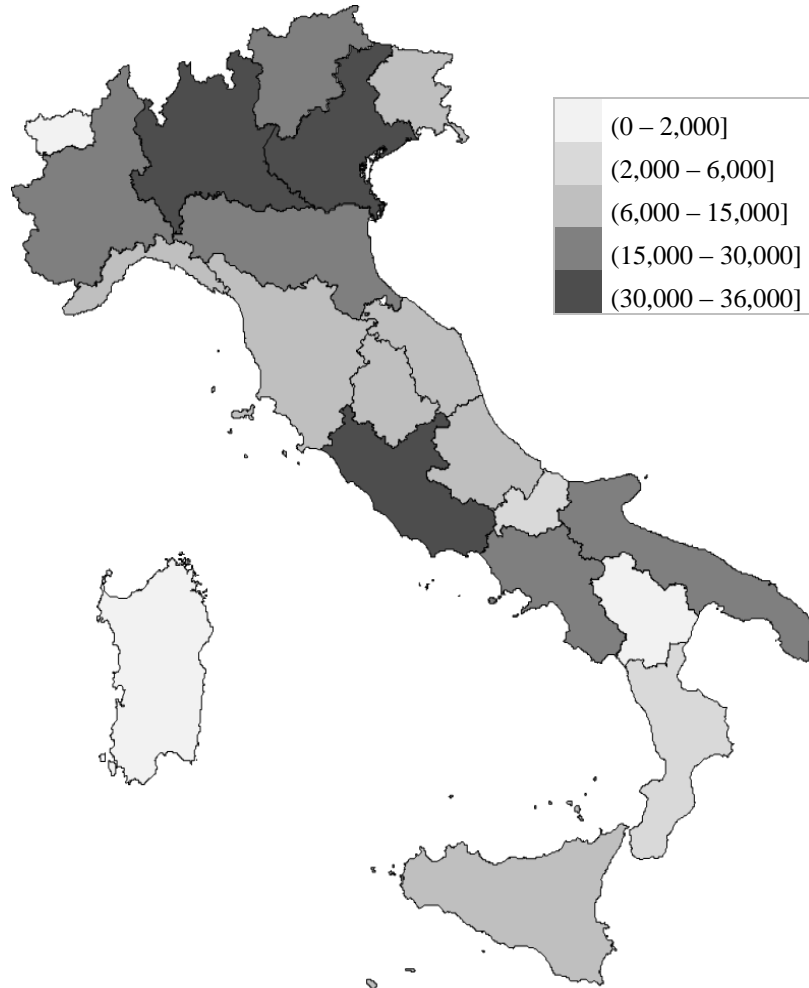 (0 – 2,000]
(2,000 – 6,000]
(6,000 – 15,000]
(15,000 – 30,000]
(30,000 – 36,000]